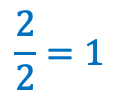 2/2 = 1